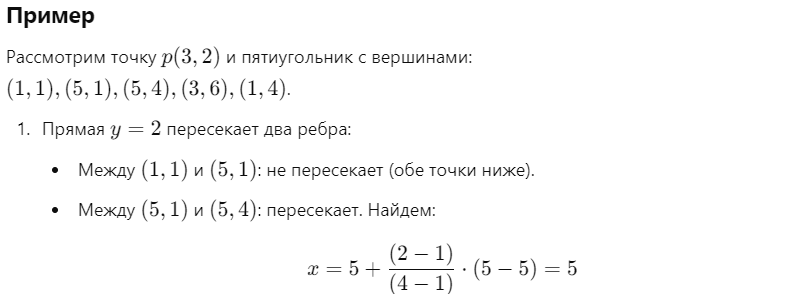 Пример
Рассмотрим точку p(3, 2) и пятиугольник с вершинами:
(1, 1), (5, 1), (5, 4), (3, 6), (1, 4).
1. Прямая y = 2 пересекает два ребра:
• Между (1, 1) и (5, 1): не пересекает (обе точки ниже).
• Между (5, 1) и (5, 4): пересекает. Найдем:
x = 5 + (2 − 1)/(4 − 1) · (5 − 5) = 5